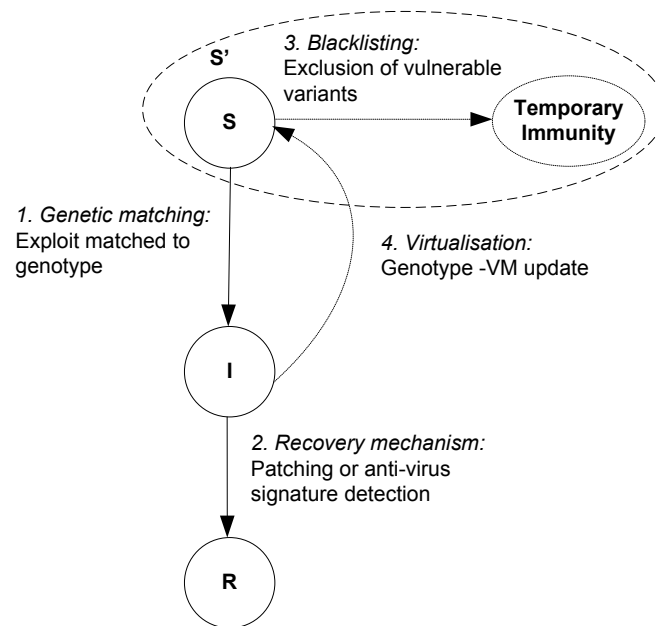 3. Blacklisting:
S'
Exclusion of vulnerable
variants
S
Temporary
Immunity
1. Genetic matching:
Exploit matched to
genotype
4. Virtualisation:
Genotype -VM update
I
2. Recovery mechanism:
Patching or anti-virus
signature detection
R